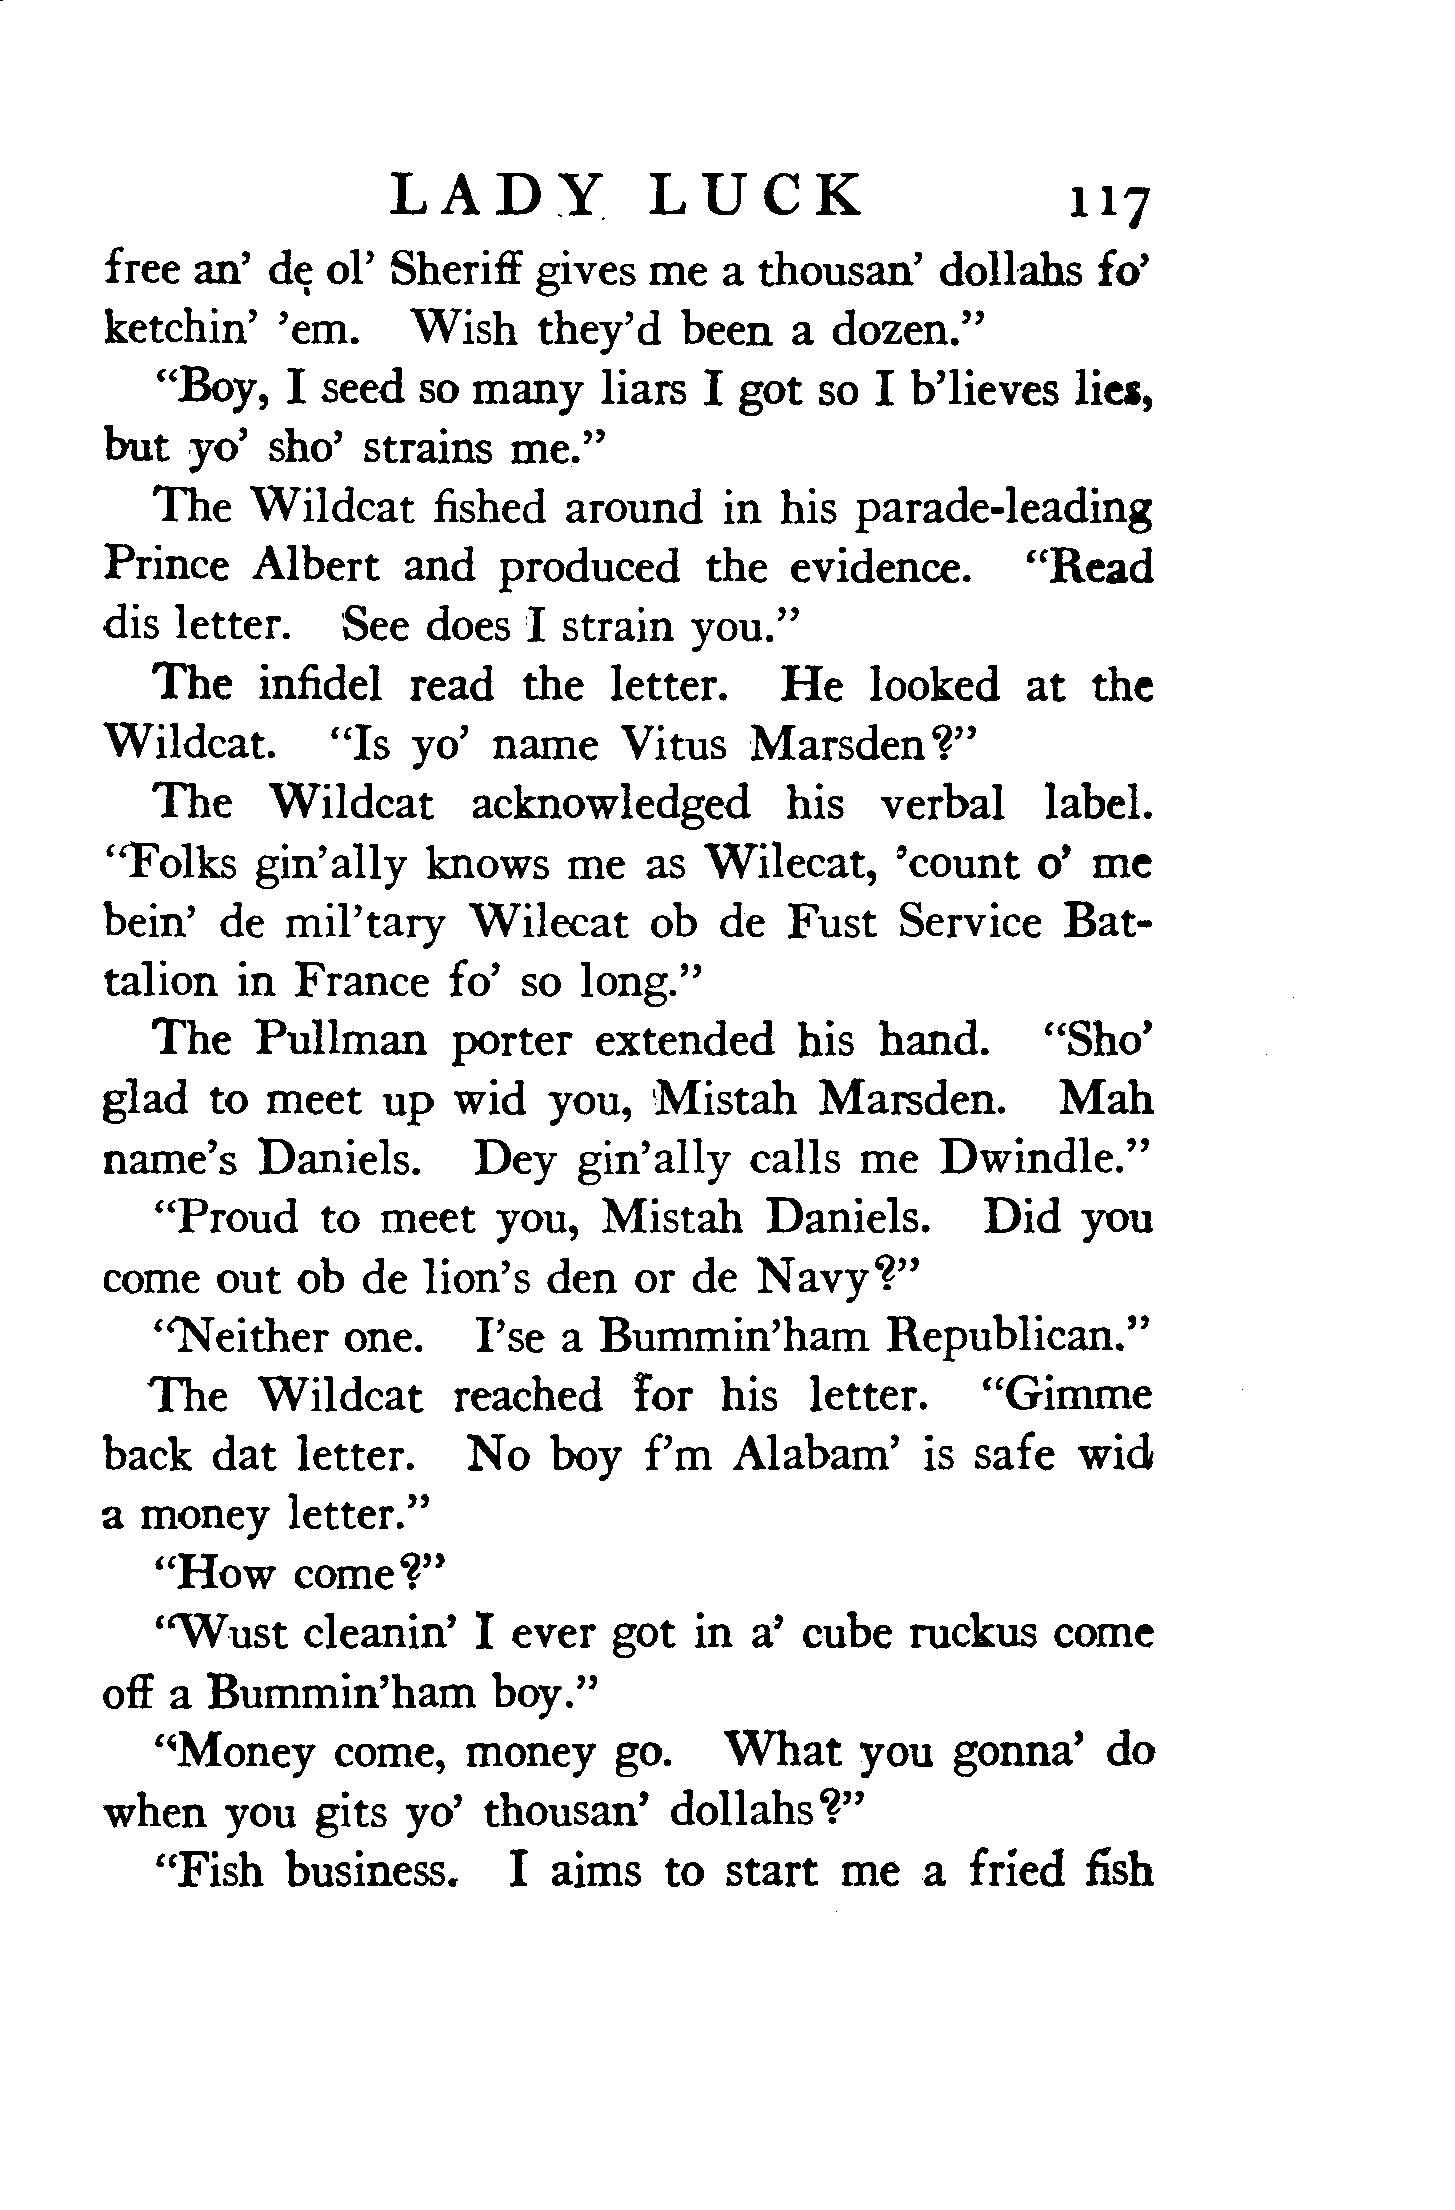 LADY LUCK 117
free an' de ol' Sheriff gives me a thousan' dollahs fo'
ketchin' 'em. Wish they'd been a dozen."
"Boy, I seed so many liars I got so I b'lieves lies,
but yo' sho' strains me."
The Wildcat fished around in his parade-leading
Prince Albert and produced the evidence. "Read
dis letter. See does I strain you."
The infidel read the letter. He looked at the
Wildcat. "Is yo' name Vitus Marsden?"
The Wildcat acknowledged his verbal label.
"Folks gin'ally knows me as Wilecat, 'count o' me
bein' de mil'tary Wilecat ob de Fust Service Bat-
talion in France fo' so long."
The Pullman porter extended his hand. "Sho'
glad to meet up wid you, Mistah Marsden. Mah
name's Daniels. Dey gin'ally calls me Dwindle."
"Proud to meet you, Mistah Daniels. Did you
come out ob de lion's den or de Navy?"
"Neither one. I'se a Bummin'ham Republican."
The Wildcat reached for his letter. "Gimme
back dat letter. No boy f'm Alabam' is safe wid
a money letter."
"How come?"
"Wust cleanin' I ever got in a' cube ruckus come
off a Bummin'ham boy."
"Money come, money go. What you gonna' do
when you gits yo' thousan' dollahs?"
"Fish business. I aims to start me a fried fish